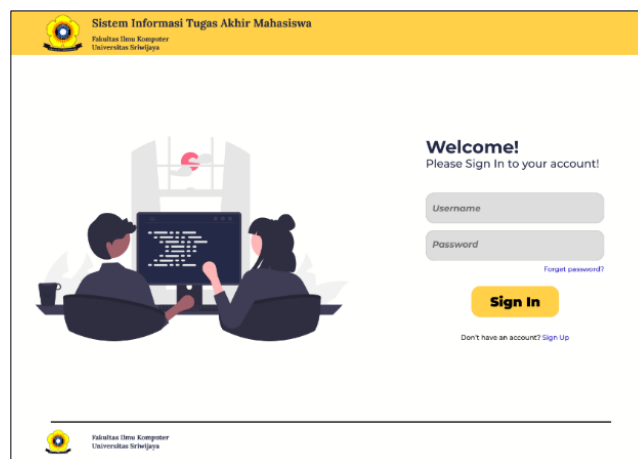 Sistem Informasi Tugas Akhir Mahasiswa
Fakultas Ilmu Komputer
Universitas Sriwijaya
Welcome!
Please Sign In to your account!
Username
Password
Forget password?
Sign In
Don't have an account? Sign Up
Fakultas Ilmu Komputer
Universitas Sriwijaya